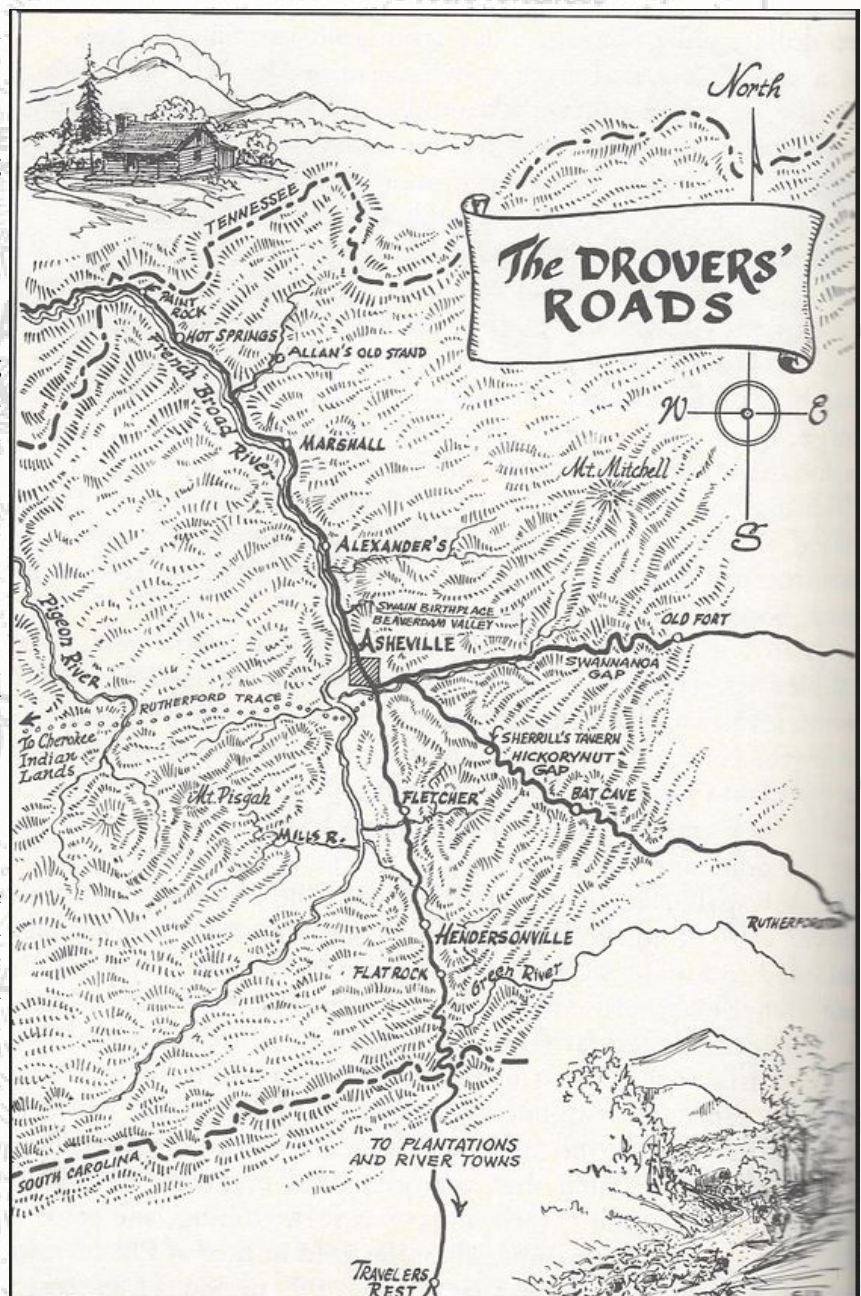 North
The DROVERS'
ROADS
W
E
S
TENNESSEE
PAINT
ROCK
HOT SPRINGS
ALLAN'S OLD STAND
French Broad River
MARSHALL
Mt. Mitchell
ALEXANDER'S
SWAIN BIRTHPLACE
BEAVERDAM VALLEY
ASHEVILLE
OLD FORT
SWANNANOA
GAP
Pigeon River
RUTHERFORD TRACE
To Cherokee
Indian
Lands
SHERRILL'S TAVERN
HICKORYNUT
GAP
Mt. Pisgah
FLETCHER
BAT CAVE
MILLS R.
RUTHERFORDTO
HENDERSONVILLE
FLAT ROCK
Green River
TO PLANTATIONS
AND RIVER TOWNS
SOUTH CAROLINA
TRAVELERS
REST